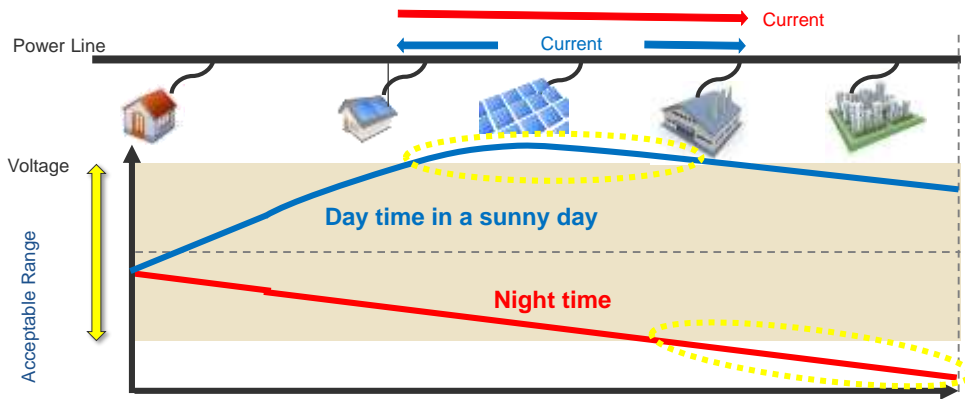 Current
Power Line
Current
Voltage
Day time in a sunny day
Acceptable Range
Night time